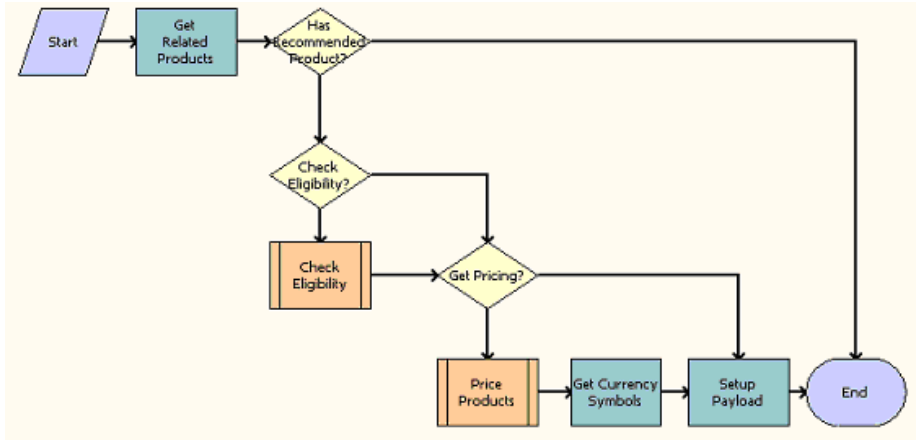 Start
Get
Related
Products
Has
Recommended
Product?
Check
Eligibility?
Check
Eligibility
Get Pricing?
Price
Products
Get Currency
Symbols
Setup
Payload
End